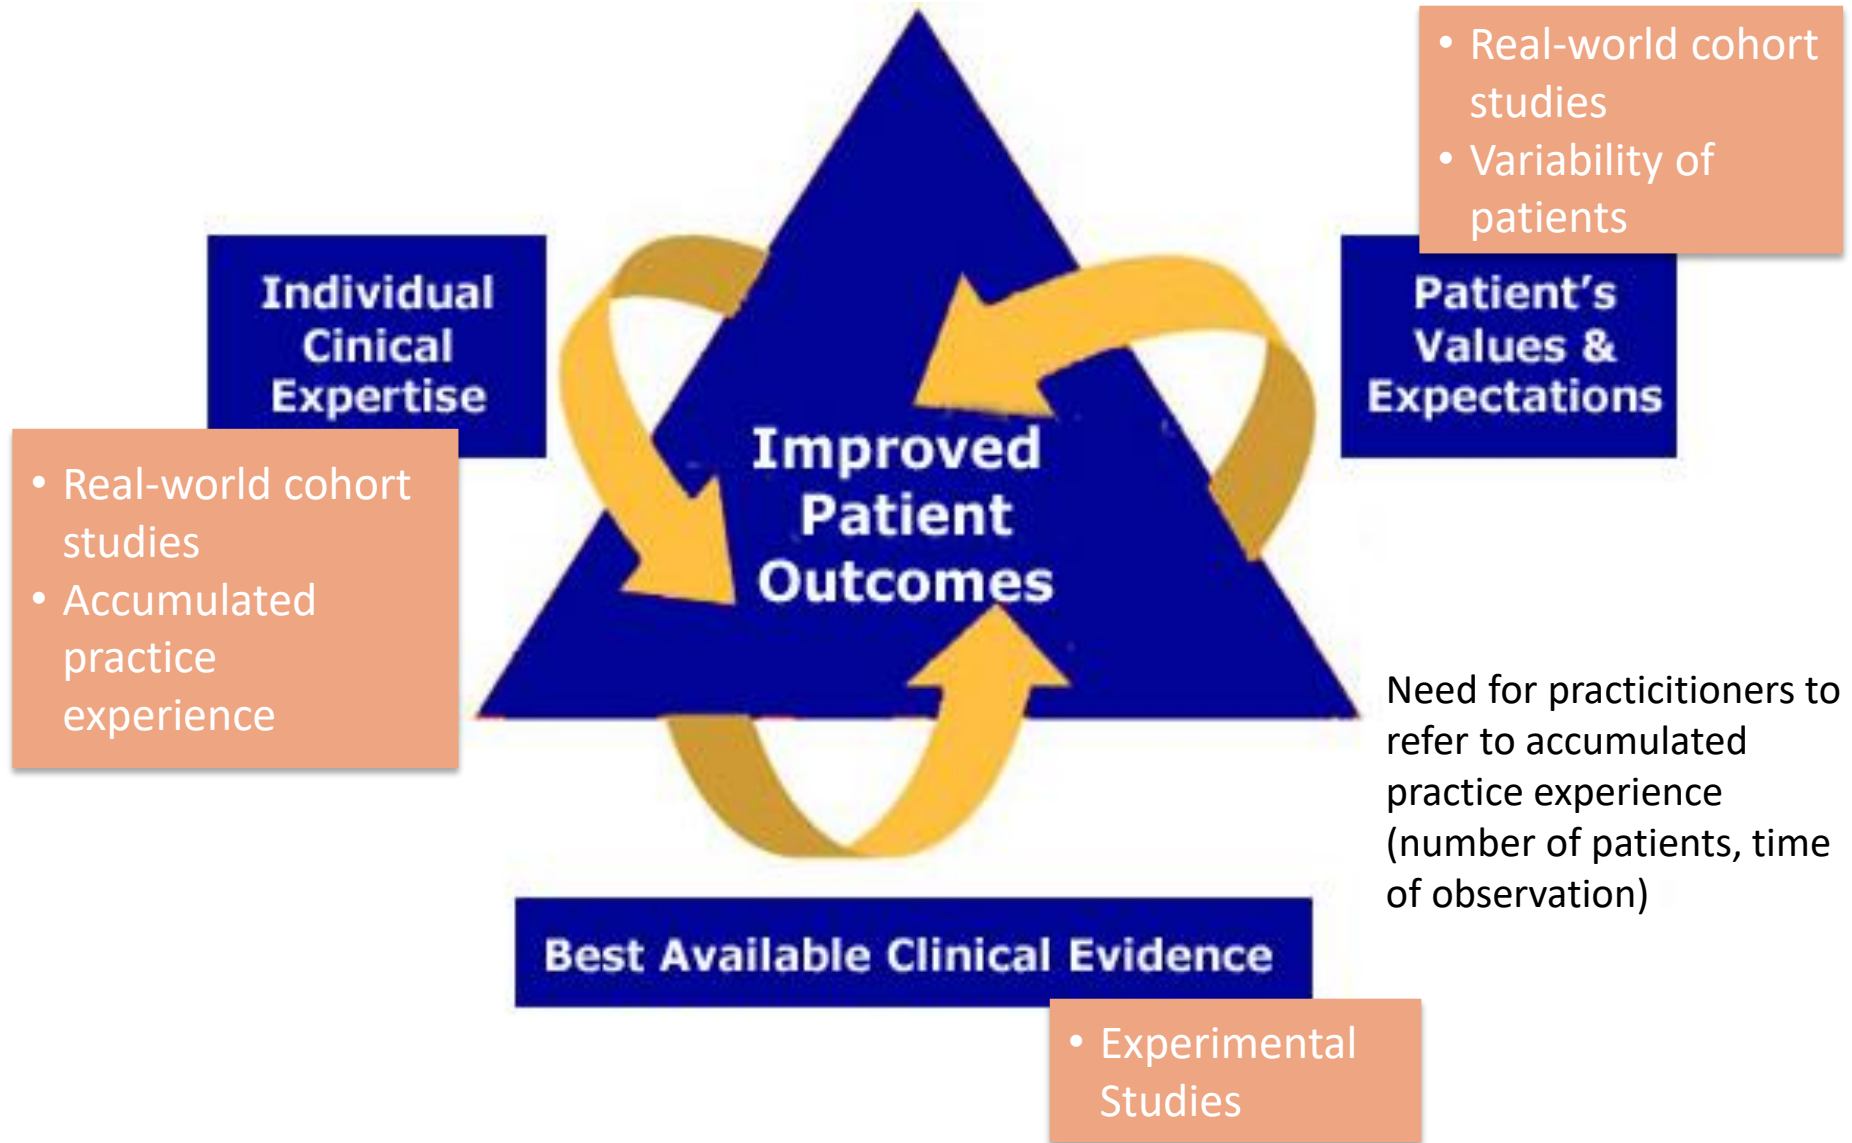 • Real-world cohort
studies
• Variability of
patients
Individual
Cinical
Expertise
Patient’s
Values &
Expectations
Improved
Patient
Outcomes
• Real-world cohort
studies
• Accumulated
practice
experience
Need for practicitioners to
refer to accumulated
practice experience
(number of patients, time
of observation)
Best Available Clinical Evidence
• Experimental
Studies